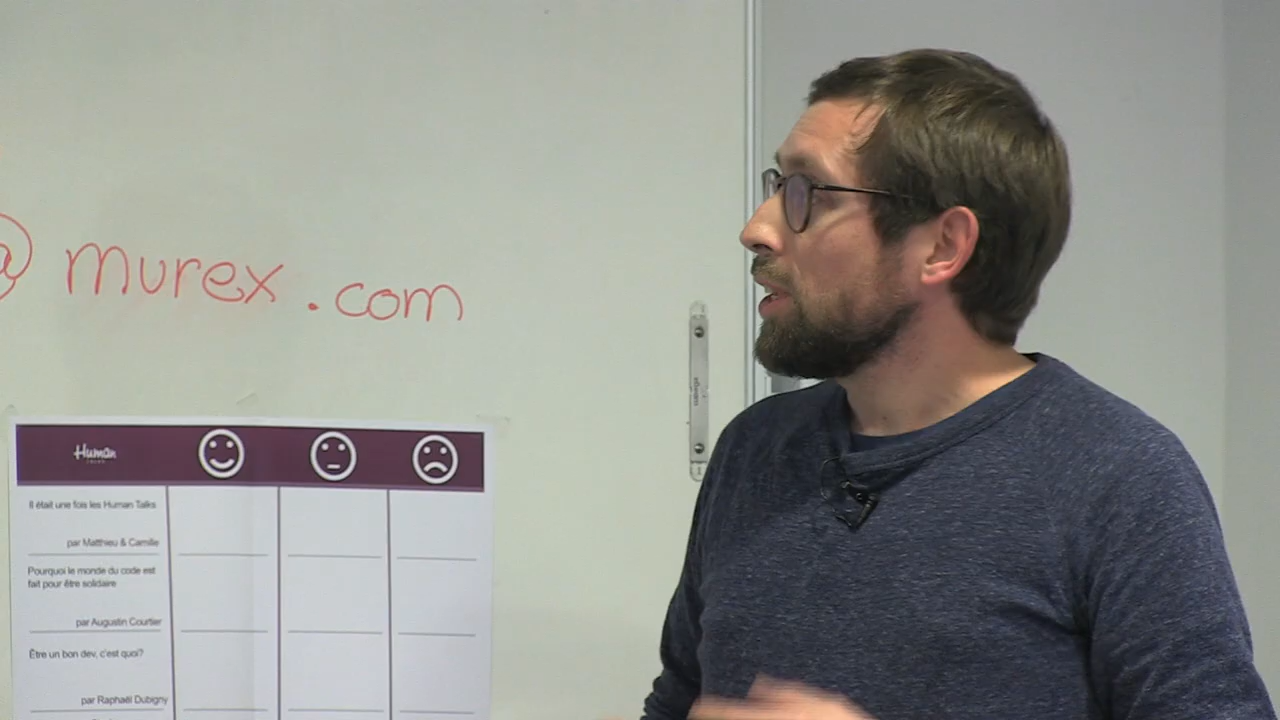 @ murex.com
Human
Il était une fois les Human Talks
par Matthieu & Camille
Pourquoi le monde du code est
fait pour être solidaire
par Augustin Courtier
Être un bon dev, c'est quoi?
par Raphaël Dubigny